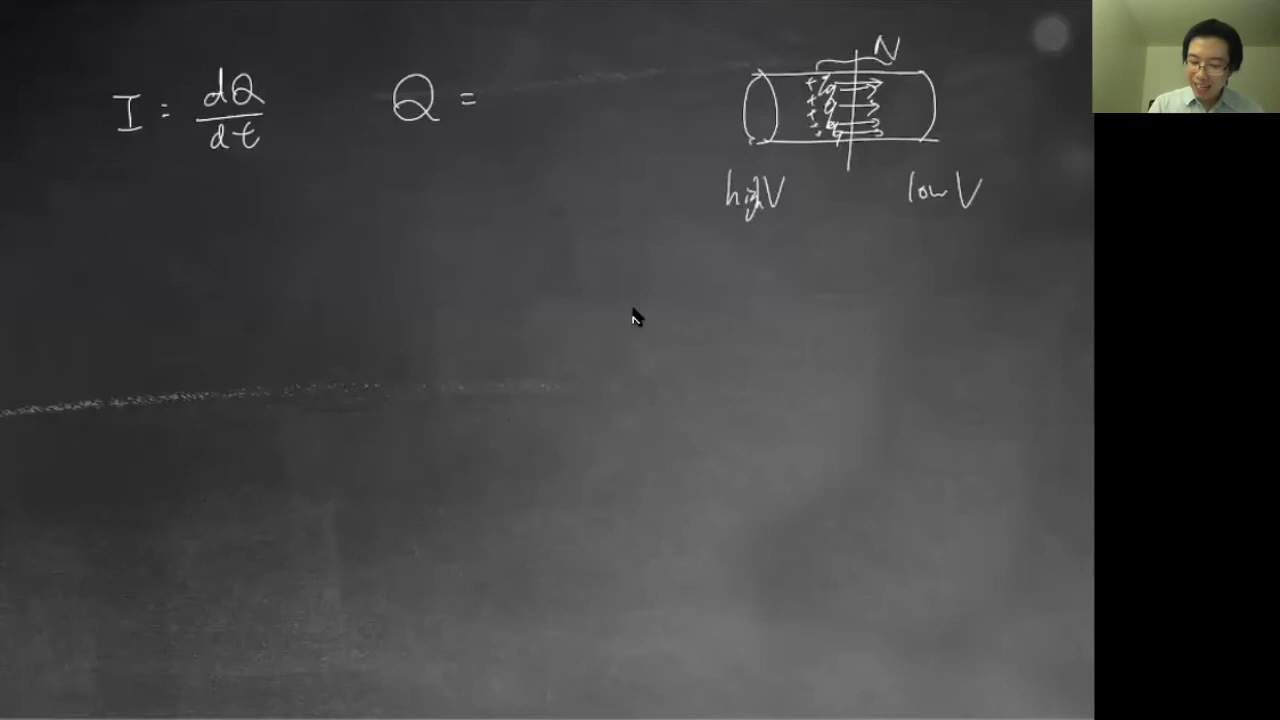 I = dQ/dt
Q =
N
+ q
+ q
+ q
+ q
high V
low V